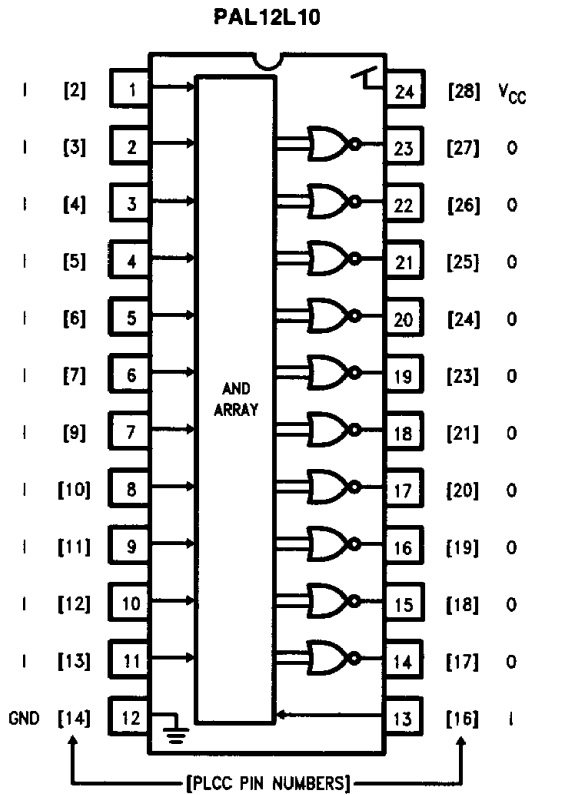 PAL12L10
I [2] 1 24 [28] VCC
I [3] 2 23 [27] O
I [4] 3 22 [26] O
I [5] 4 21 [25] O
I [6] 5 20 [24] O
I [7] 6 19 [23] O
AND
ARRAY
I [9] 7 18 [21] O
I [10] 8 17 [20] O
I [11] 9 16 [19] O
I [12] 10 15 [18] O
I [13] 11 14 [17] O
GND [14] 12 13 [16] I
[PLCC PIN NUMBERS]